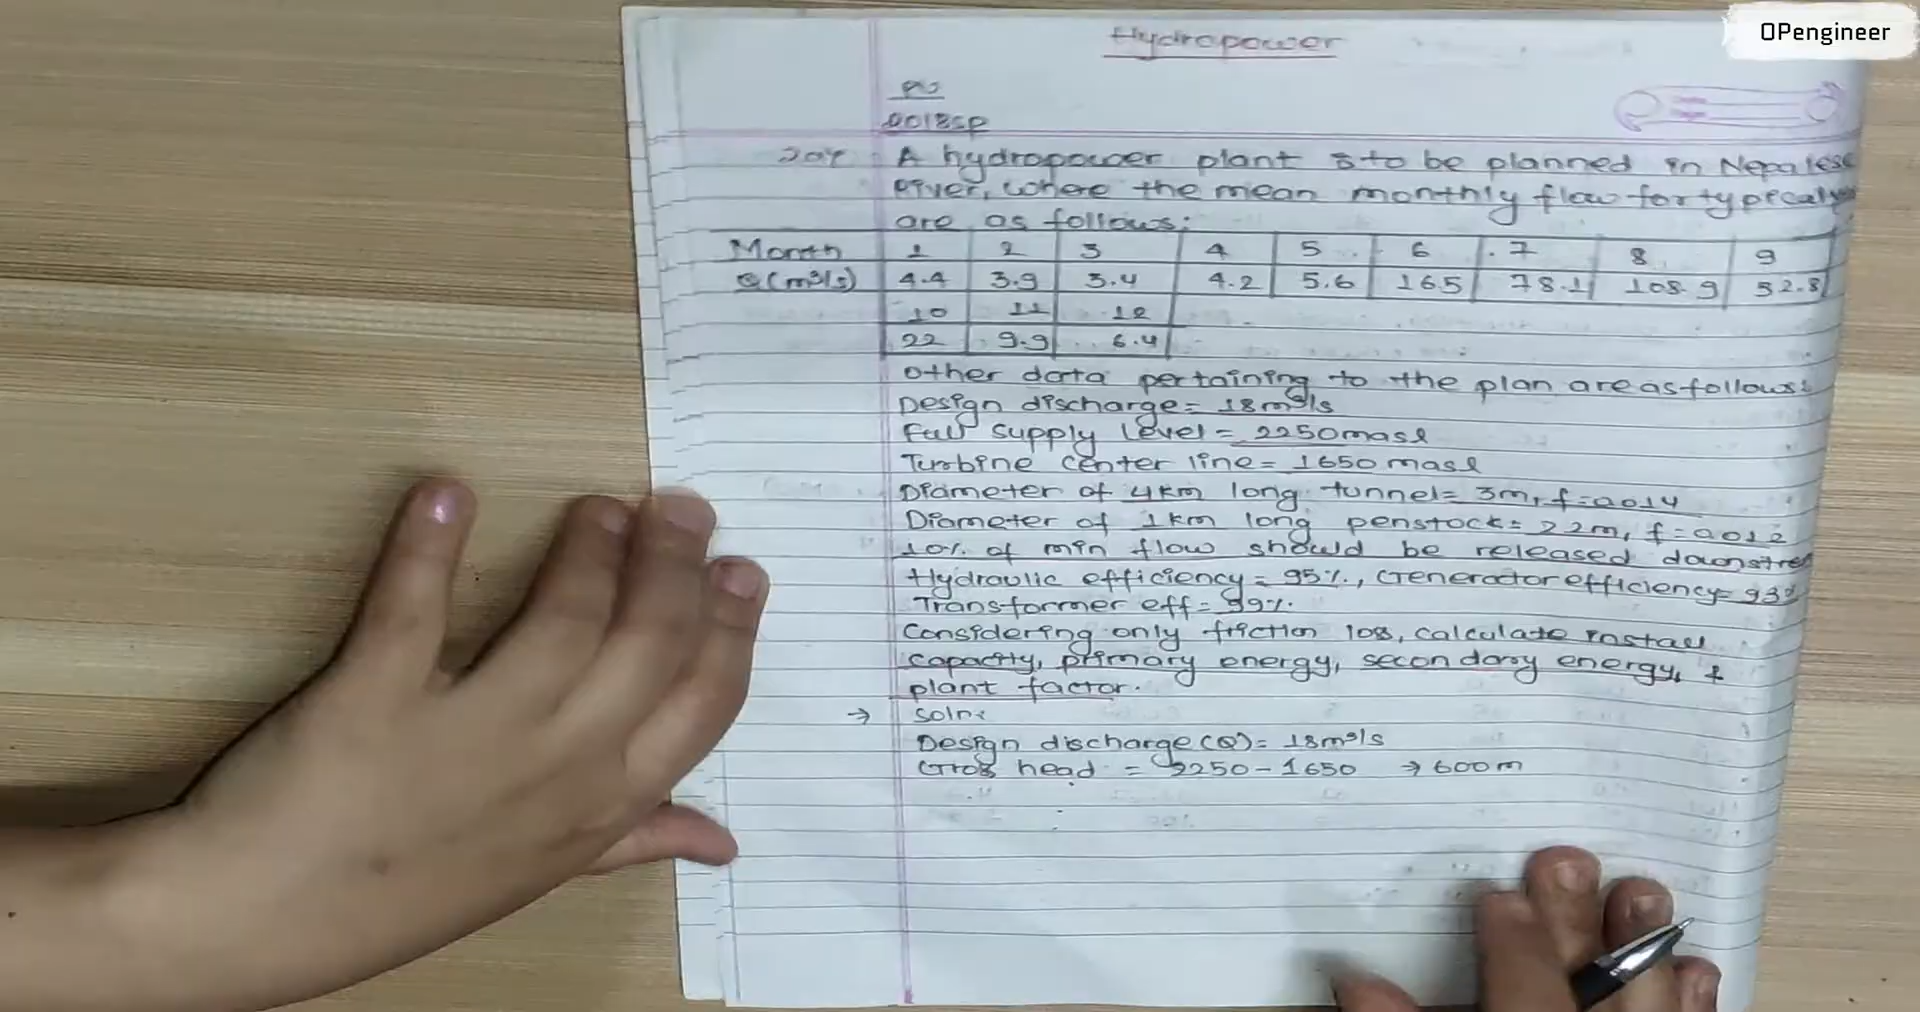 OPengineer
Hydropower
PU
2018SP
A hydropower plant is to be planned in Nepalese
River, where the mean monthly flow for typical
are as follows:
Month 1 2 3 4 5 6 7 8 9
Q(m³/s) 4.4 3.9 3.4 4.2 5.6 16.5 78.1 108.9 52.8
10 11 12
22 9.9 6.4
Other data pertaining to the plan are as follows:
Design discharge = 18m³/s
Full supply level = 2250masl
Turbine center line = 1650 masl
Diameter of 4km long tunnel = 3m, f=0.014
Diameter of 1km long penstock = 2.2m, f=0.012
10% of min flow should be released downstre
Hydraulic efficiency = 95%, Generator efficiency = 93%
Transformer eff = 99%.
Considering only friction loss, calculate install
capacity, primary energy, secondary energy, &
plant factor.
→ soln:
Design discharge (Q) = 18m³/s
Gross head = 2250-1650 → 600m